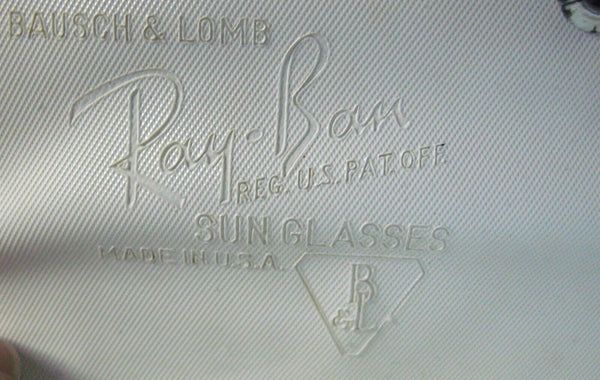 BAUSCH & LOMB
Ray-Ban
REG. U.S. PAT. OFF.
SUN GLASSES
MADE IN U.S.A.
B
&
L